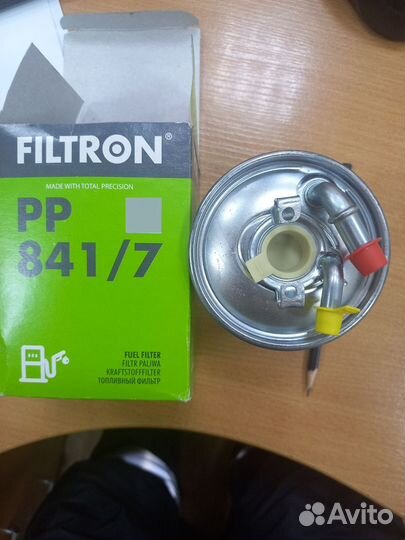 FILTRON®
MADE WITH TOTAL PRECISION
PP
841/7
FUEL FILTER
FILTR PALIWA
KRAFTSTOFFFILTER
ТОПЛИВНЫЙ ФИЛЬТР
Avito